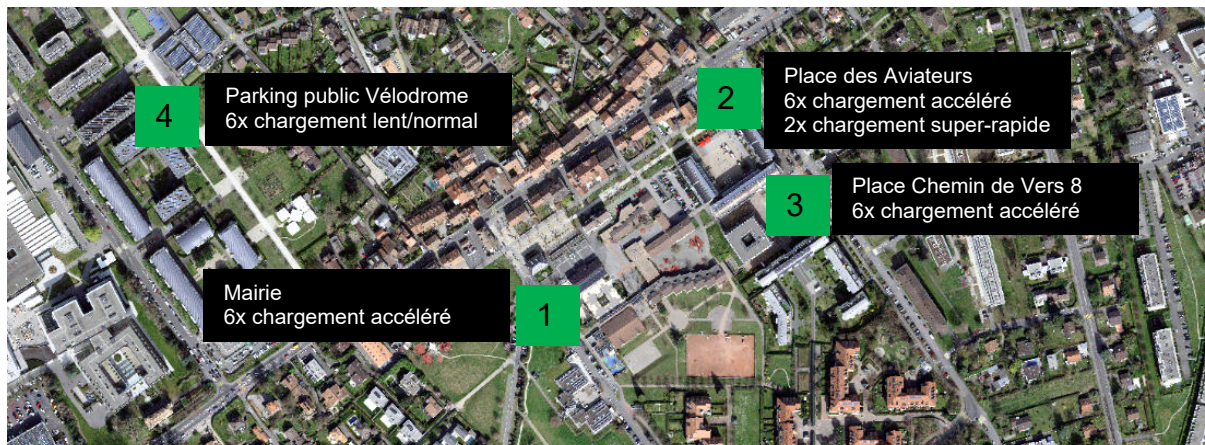 4
Parking public Vélodrome
6x chargement lent/normal
2
Place des Aviateurs
6x chargement accéléré
2x chargement super-rapide
3
Place Chemin de Vers 8
6x chargement accéléré
Mairie
6x chargement accéléré
1